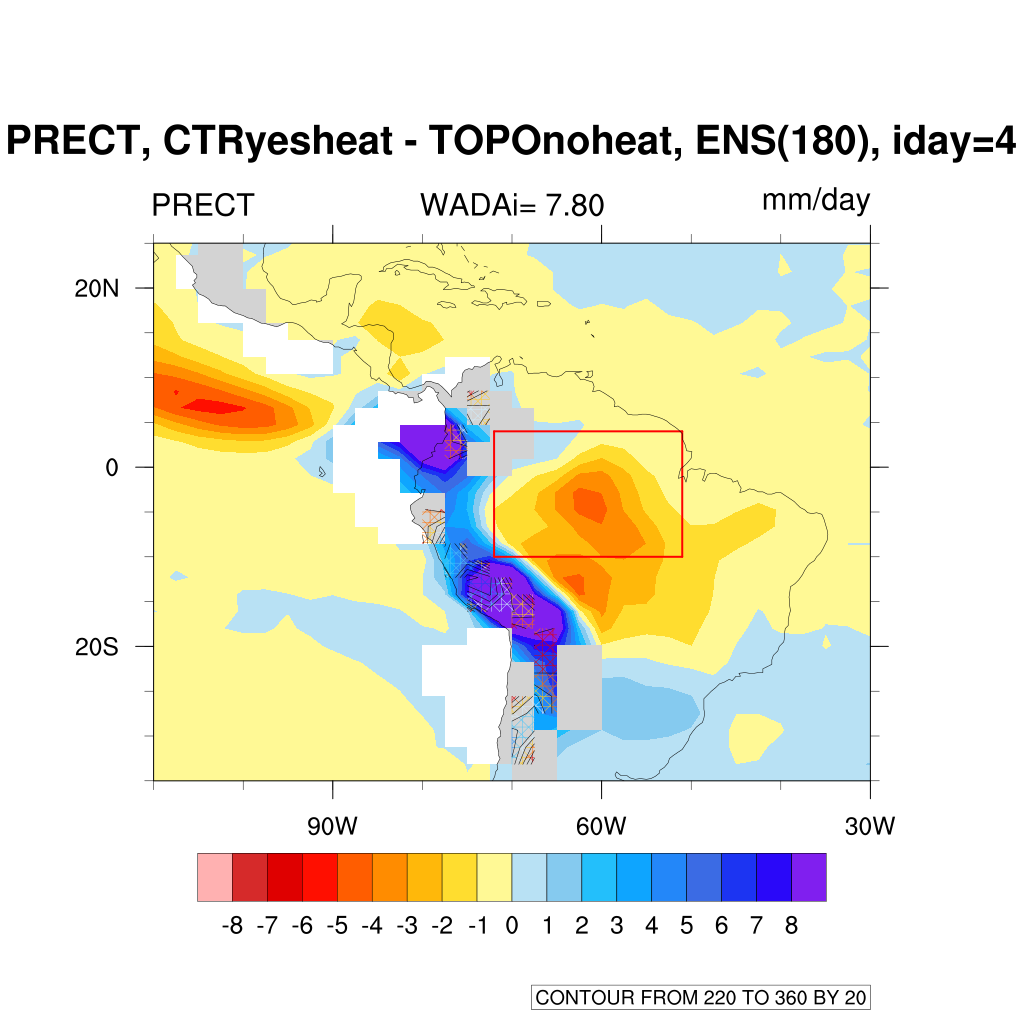 PRECT, CTRyesheat - TOPOnoheat, ENS(180), iday=4
PRECT WADAi= 7.80 mm/day
20N
0
20S
90W 60W 30W
-8 -7 -6 -5 -4 -3 -2 -1 0 1 2 3 4 5 6 7 8
CONTOUR FROM 220 TO 360 BY 20